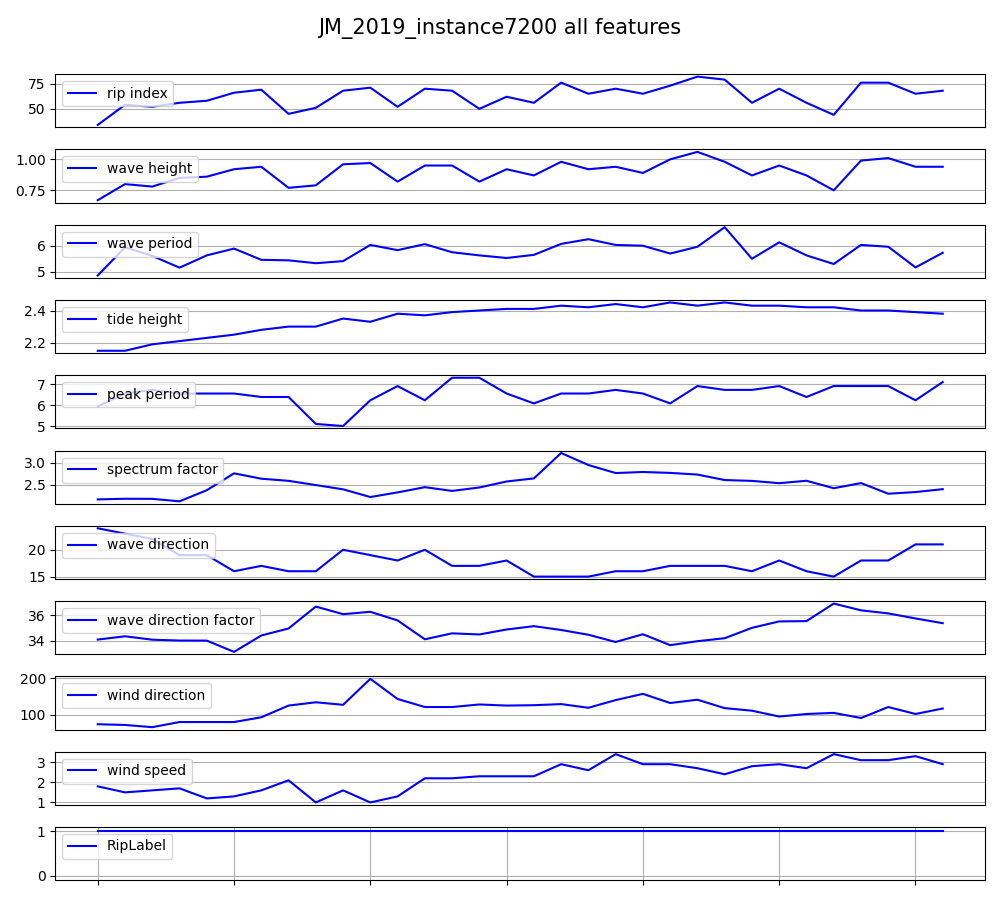 JM_2019_instance7200 all features
75
50
rip index
1.00
0.75
wave height
6
5
wave period
2.4
2.2
tide height
7
6
5
peak period
3.0
2.5
spectrum factor
20
15
wave direction
36
34
wave direction factor
200
100
wind direction
3
2
1
wind speed
1
0
RipLabel